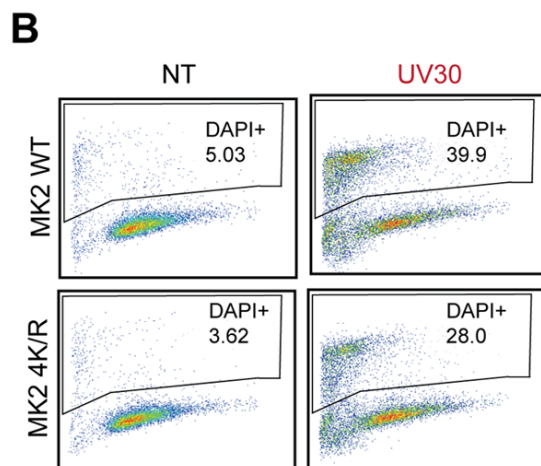 B
NT
UV30
MK2 WT
DAPI+
5.03
DAPI+
39.9
MK2 4K/R
DAPI+
3.62
DAPI+
28.0